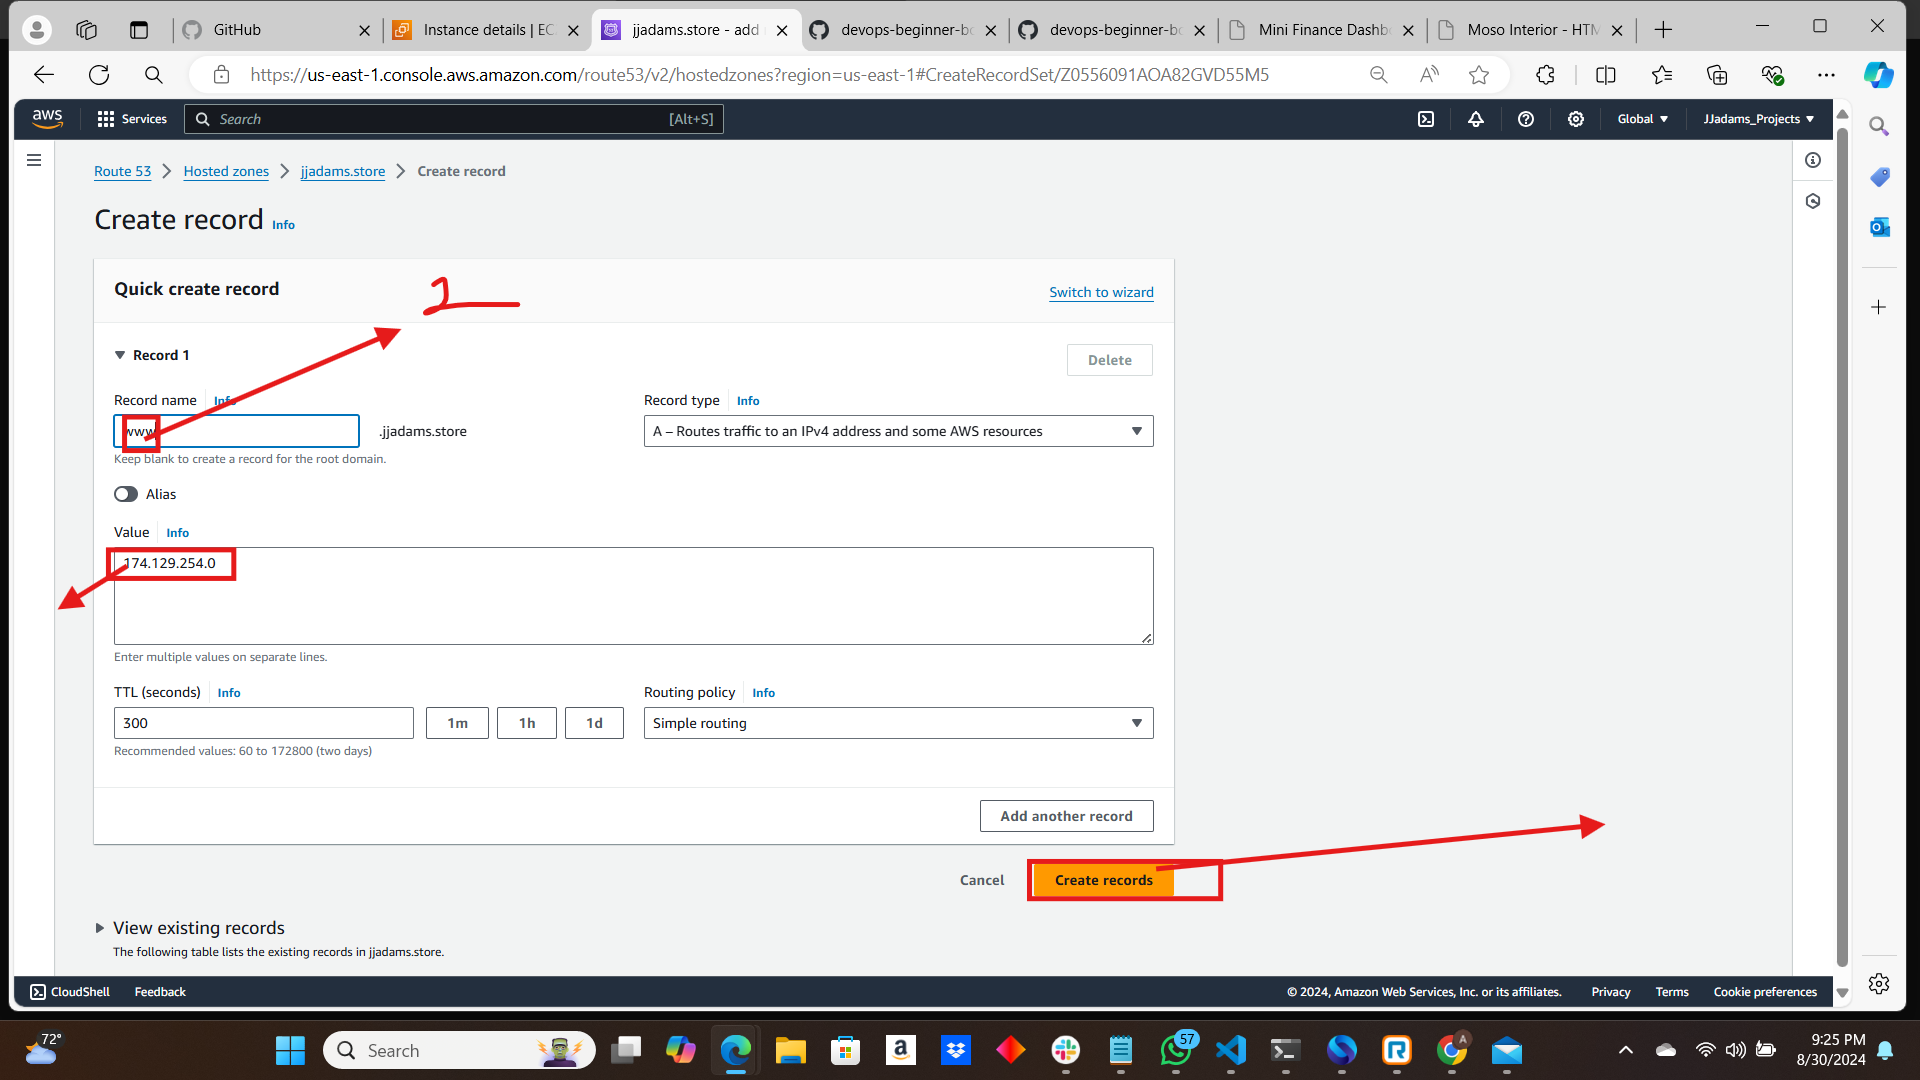 GitHub
Instance details | EC
jjadams.store - add
devops-beginner-bo
devops-beginner-bo
Mini Finance Dashb
Moso Interior - HTM
https://us-east-1.console.aws.amazon.com/route53/v2/hostedzones?region=us-east-1#CreateRecordSet/Z0556091AOA82GVD55M5
aws
Services
Search
[Alt+S]
Global
JJadams_Projects
Route 53
Hosted zones
jjadams.store
Create record
Create record
Info
Quick create record
2
Switch to wizard
Record 1
Delete
Record name
Info
Record type
Info
www
.jjadams.store
A – Routes traffic to an IPv4 address and some AWS resources
Keep blank to create a record for the root domain.
Alias
Value
Info
174.129.254.0
Enter multiple values on separate lines.
TTL (seconds)
Info
Routing policy
Info
300
1m
1h
1d
Simple routing
Recommended values: 60 to 172800 (two days)
Add another record
Cancel
Create records
View existing records
The following table lists the existing records in jjadams.store.
CloudShell
Feedback
© 2024, Amazon Web Services, Inc. or its affiliates.
Privacy
Terms
Cookie preferences
72°
Search
57
A
9:25 PM
8/30/2024